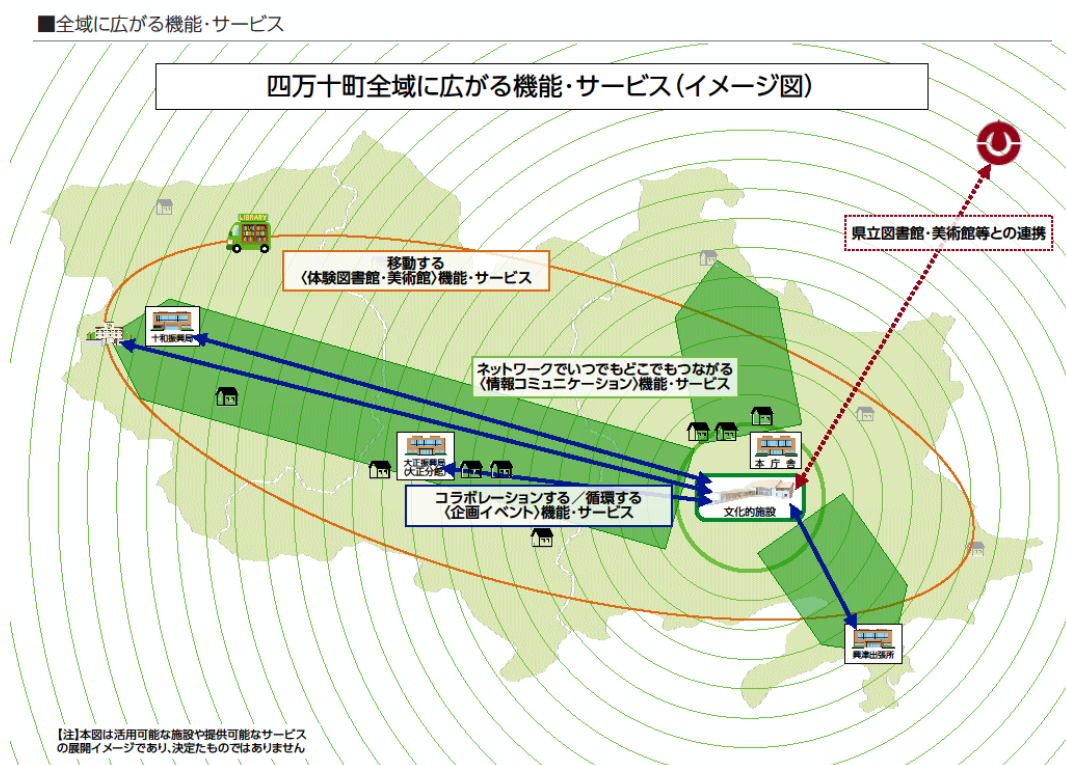 ■全域に広がる機能・サービス
四万十町全域に広がる機能・サービス(イメージ図)
LIBRARY
県立図書館・美術館等との連携
移動する
〈体験図書館・美術館〉機能・サービス
十和振興局
ネットワークでいつでもどこでもつながる
〈情報コミュニケーション〉機能・サービス
大正振興局
(大正分館)
本庁舎
コラボレーションする/循環する
〈企画イベント〉機能・サービス
文化的施設
興津出張所
【注】本図は活用可能な施設や提供可能なサービス
の展開イメージであり、決定たものではありません